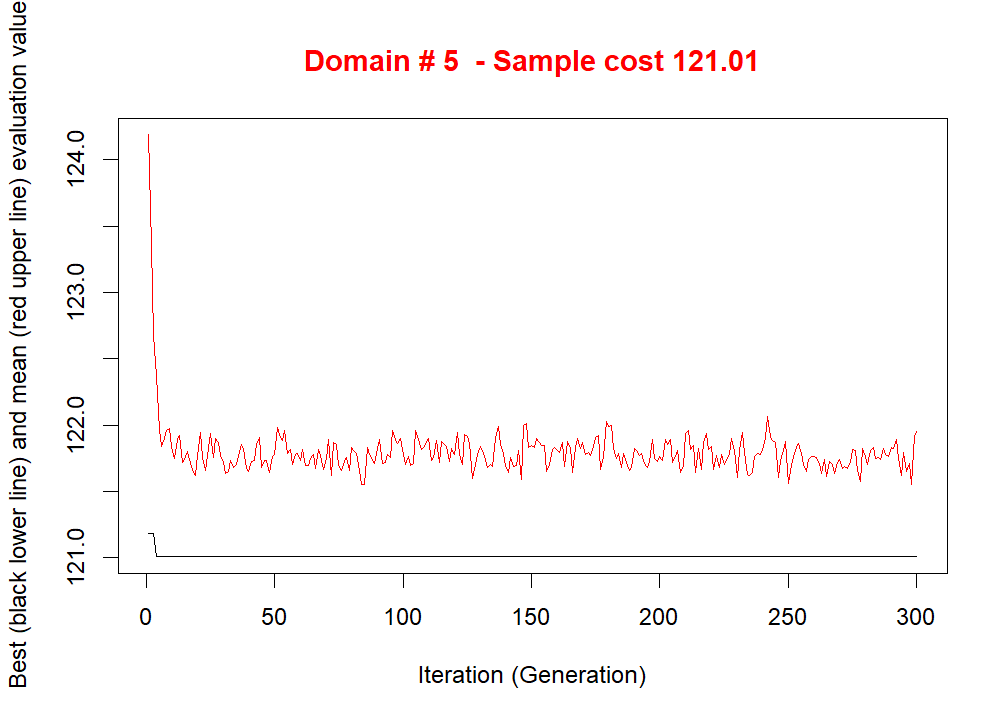 Domain # 5  - Sample cost 121.01
Best (black lower line) and mean (red upper line) evaluation value
124.0
123.0
122.0
121.0
0 50 100 150 200 250 300
Iteration (Generation)